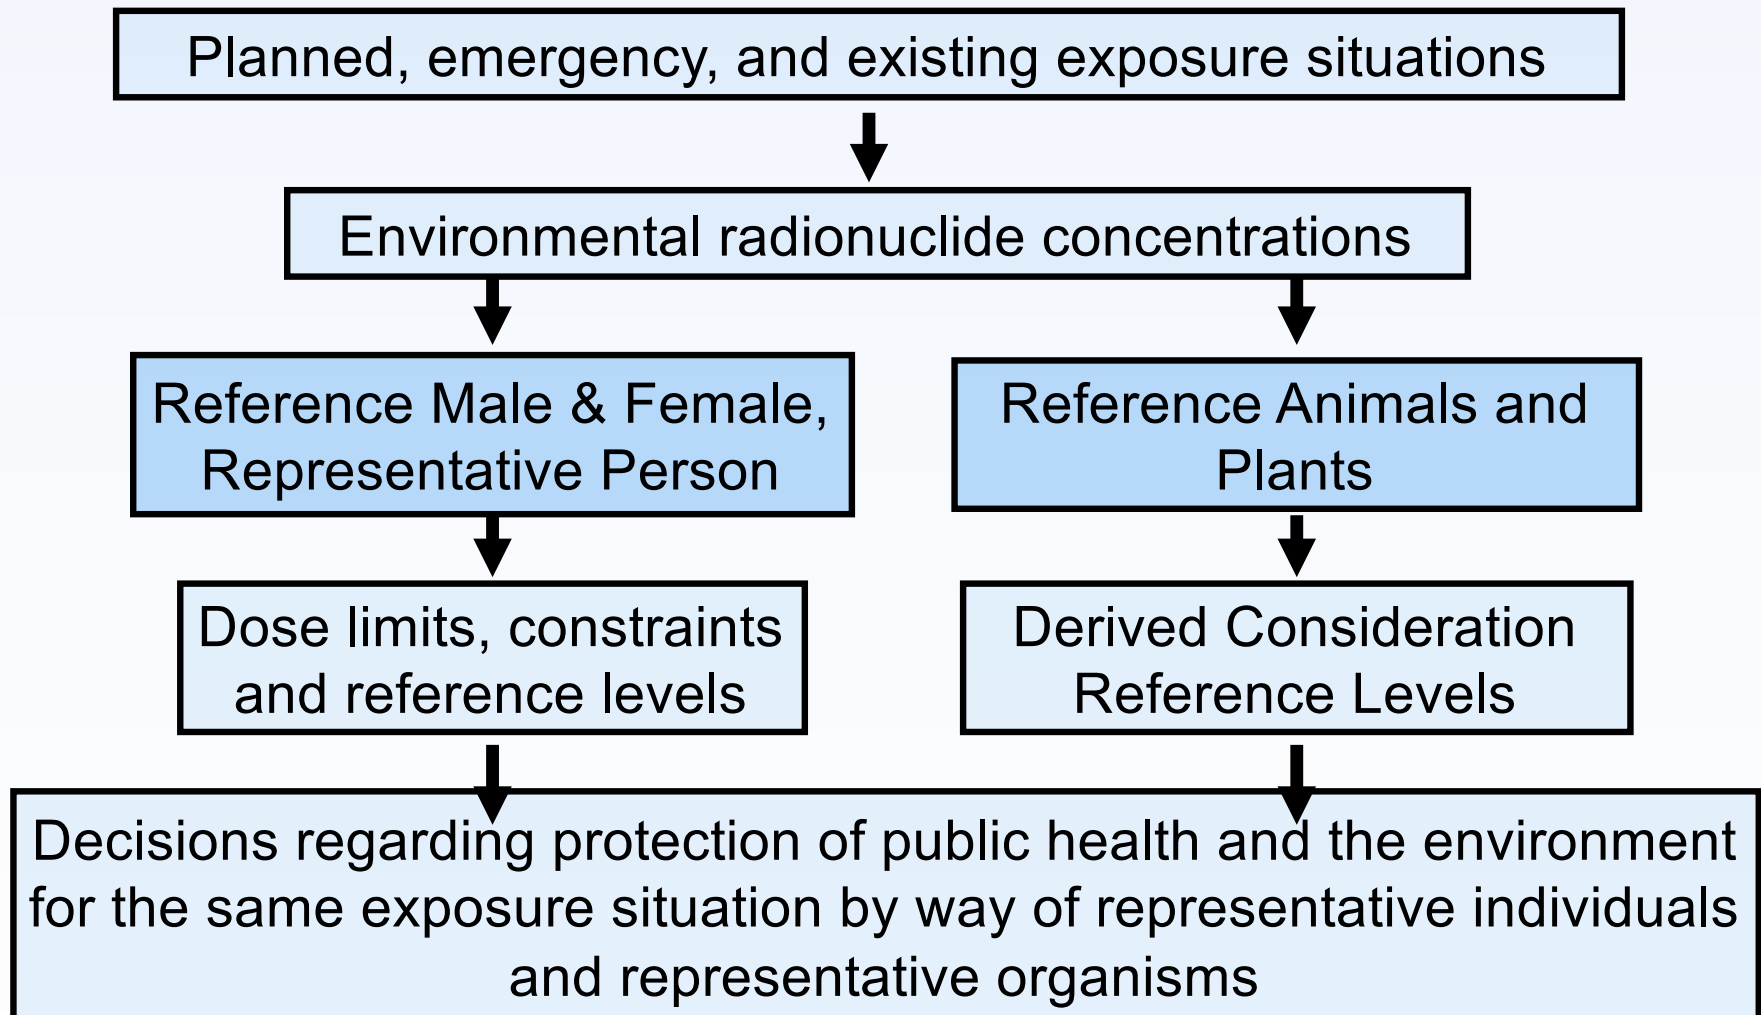 Planned, emergency, and existing exposure situations
Environmental radionuclide concentrations
Reference Male & Female,
Representative Person
Reference Animals and
Plants
Dose limits, constraints
and reference levels
Derived Consideration
Reference Levels
Decisions regarding protection of public health and the environment
for the same exposure situation by way of representative individuals
and representative organisms